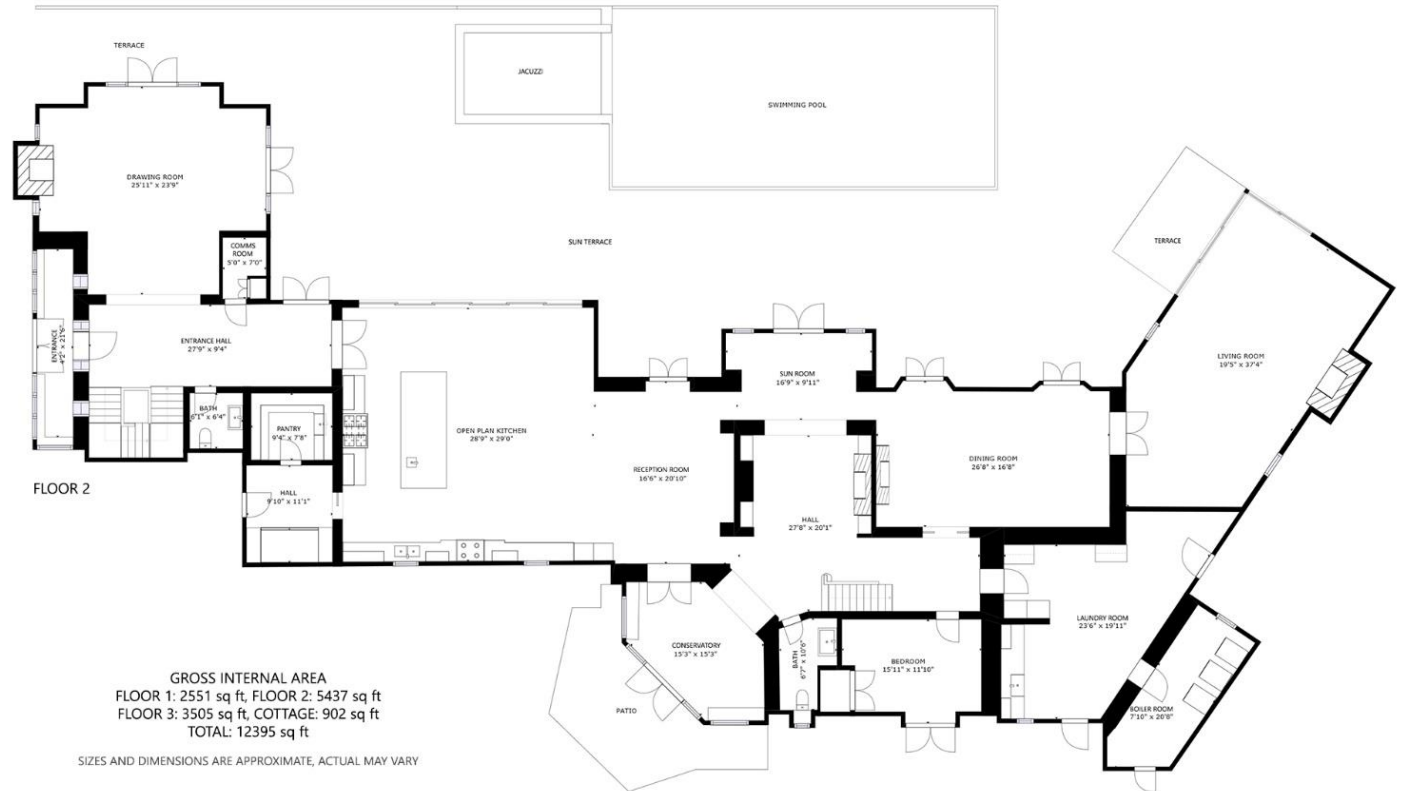 TERRACE
JACUZZI
SWIMMING POOL
DRAWING ROOM
25'11" x 23'9"
COMMS
ROOM
5'0" x 7'0"
SUN TERRACE
TERRACE
ENTRANCE
4'2" x 21'6"
ENTRANCE HALL
27'9" x 9'4"
LIVING ROOM
19'5" x 37'4"
SUN ROOM
16'9" x 9'11"
BATH
6'1" x 6'4"
PANTRY
9'4" x 7'8"
OPEN PLAN KITCHEN
28'9" x 29'0"
RECEPTION ROOM
16'6" x 20'10"
DINING ROOM
26'8" x 16'8"
FLOOR 2
HALL
9'10" x 11'1"
HALL
27'8" x 20'1"
LAUNDRY ROOM
23'6" x 19'11"
CONSERVATORY
15'3" x 15'3"
BATH
6'7" x 10'6"
BEDROOM
15'11" x 11'10"
PATIO
BOILER ROOM
7'10" x 20'8"
GROSS INTERNAL AREA
FLOOR 1: 2551 sq ft, FLOOR 2: 5437 sq ft
FLOOR 3: 3505 sq ft, COTTAGE: 902 sq ft
TOTAL: 12395 sq ft
SIZES AND DIMENSIONS ARE APPROXIMATE, ACTUAL MAY VARY